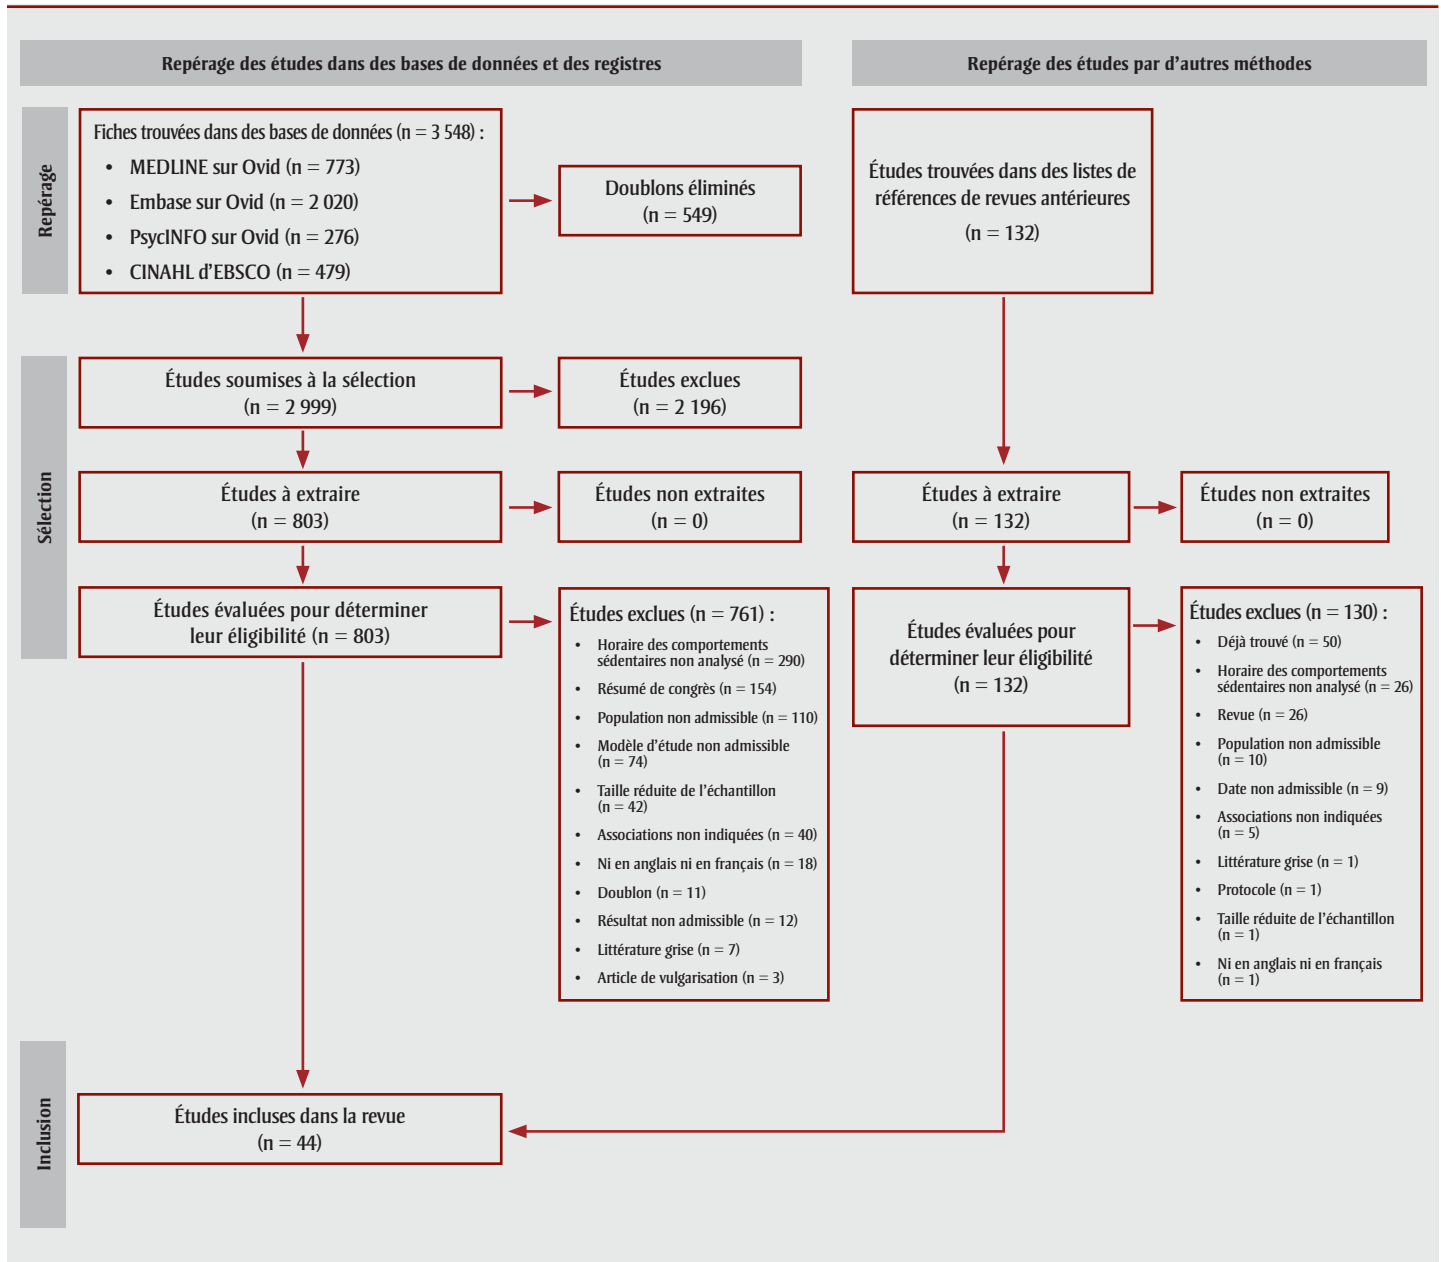 Repérage des études dans des bases de données et des registres
Repérage des études par d'autres méthodes
Repérage
Fiches trouvées dans des bases de données (n = 3 548) :
• MEDLINE sur Ovid (n = 773)
• Embase sur Ovid (n = 2 020)
• PsycINFO sur Ovid (n = 276)
• CINAHL d'EBSCO (n = 479)
Doublons éliminés
(n = 549)
Études trouvées dans des listes de
références de revues antérieures
(n = 132)
Sélection
Études soumises à la sélection
(n = 2 999)
Études exclues
(n = 2 196)
Études à extraire
(n = 803)
Études non extraites
(n = 0)
Études à extraire
(n = 132)
Études non extraites
(n = 0)
Études évaluées pour déterminer
leur éligibilité (n = 803)
Études exclues (n = 761) :
• Horaire des comportements
sédentaires non analysé (n = 290)
• Résumé de congrès (n = 154)
• Population non admissible (n = 110)
• Modèle d'étude non admissible
(n = 74)
• Taille réduite de l'échantillon
(n = 42)
• Associations non indiquées (n = 40)
• Ni en anglais ni en français (n = 18)
• Doublon (n = 11)
• Résultat non admissible (n = 12)
• Littérature grise (n = 7)
• Article de vulgarisation (n = 3)
Études évaluées pour
déterminer leur éligibilité
(n = 132)
Études exclues (n = 130) :
• Déjà trouvé (n = 50)
• Horaire des comportements
sédentaires non analysé (n = 26)
• Revue (n = 26)
• Population non admissible
(n = 10)
• Date non admissible (n = 9)
• Associations non indiquées
(n = 5)
• Littérature grise (n = 1)
• Protocole (n = 1)
• Taille réduite de l'échantillon
(n = 1)
• Ni en anglais ni en français
(n = 1)
Inclusion
Études incluses dans la revue
(n = 44)